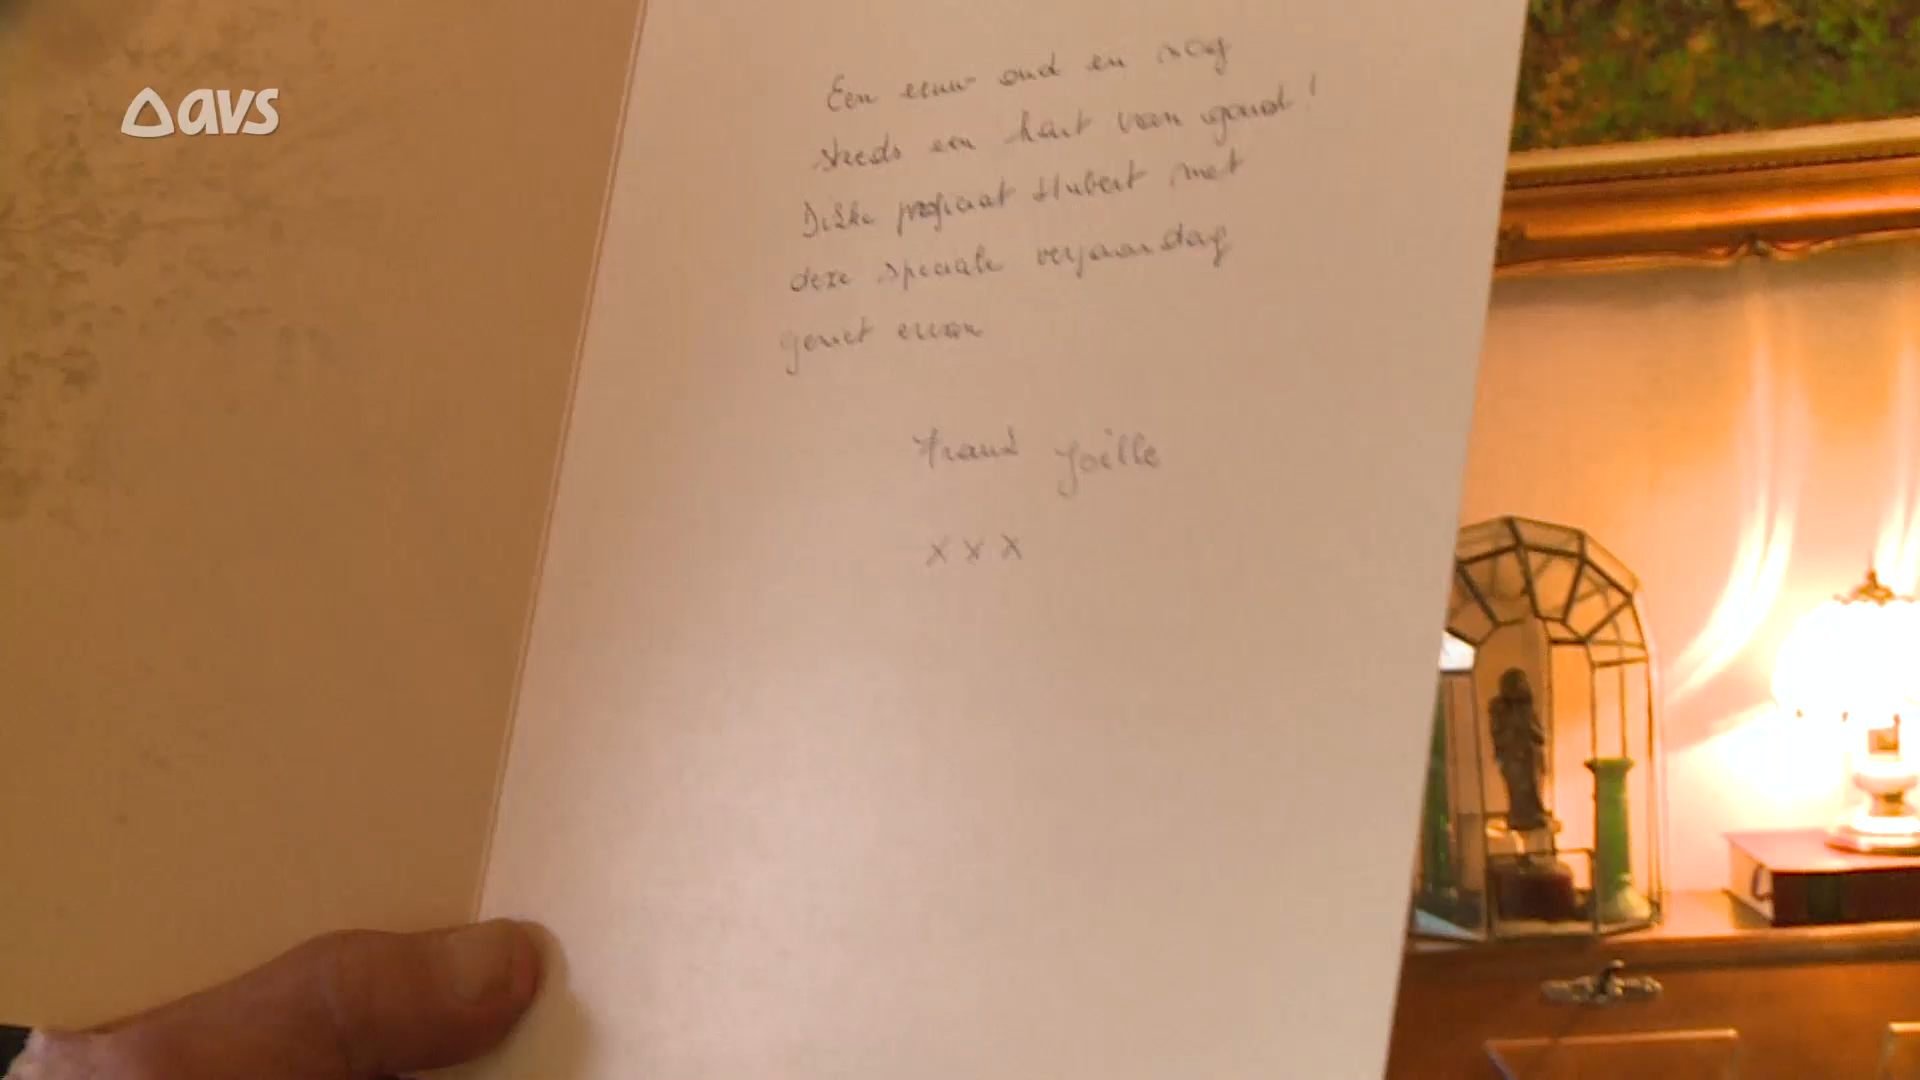 avs
Een eeuw oud en nog
steeds een hart van goud!
Dikke proficiat Hubert met
deze speciale verjaardag
geniet ervan
Frank Joëlle
x x x